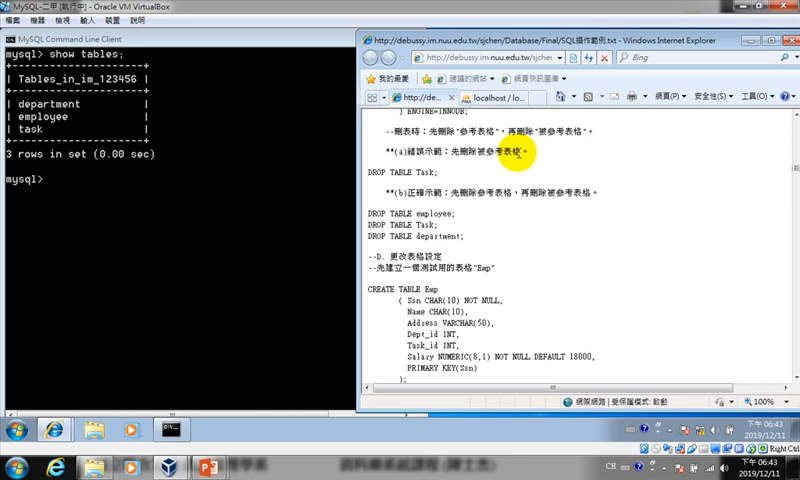 MySQL-二甲 [執行中] - Oracle VM VirtualBox
檔案 機器 檢視 輸入 裝置 說明
MySQL Command Line Client
mysql> show tables;
+------------------+
| Tables_in_im_123456 |
+------------------+
| department |
| employee |
| task |
+------------------+
3 rows in set (0.00 sec)
mysql>
http://debussy.im.nuu.edu.tw/sjchen/Database/Final/SQL操作範例.txt - Windows Internet Explorer
http://debussy.im.nuu.edu.tw/sjchen
Bing
我的最愛 建議的網站 網頁快訊圖庫
http://de... localhost / lo... 網頁(P) 安全性(S) 工具(O)
) ENGINE=INNODB;
--刪表時：先刪除"參考表格"，再刪除"被參考表格"。
**(a)錯誤示範：先刪除被參考表格。
DROP TABLE Task;
**(b)正確示範：先刪除參考表格，再刪除被參考表格。
DROP TABLE employee;
DROP TABLE Task;
DROP TABLE department;
--D. 更改表格設定
--先建立一個測試用的表格"Emp"
CREATE TABLE Emp
( Ssn CHAR(10) NOT NULL,
Name CHAR(10),
Address VARCHAR(50),
Dept_id INT,
Task_id INT,
Salary NUMERIC(8,1) NOT NULL DEFAULT 18000,
PRIMARY KEY(Ssn)
);
網際網路 | 受保護模式: 啟動 100%
下午 06:43
2019/12/11
Right Ctrl
資料庫系統課程 (陳士杰)
CH
下午 06:43
2019/12/11